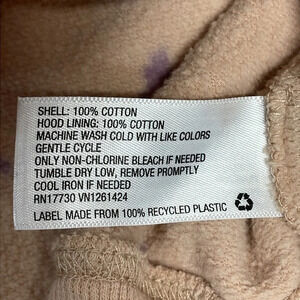 SHELL: 100% COTTON
HOOD LINING: 100% COTTON
MACHINE WASH COLD WITH LIKE COLORS
GENTLE CYCLE
ONLY NON-CHLORINE BLEACH IF NEEDED
TUMBLE DRY LOW, REMOVE PROMPTLY
COOL IRON IF NEEDED
RN17730 VN1261424
LABEL MADE FROM 100% RECYCLED PLASTIC